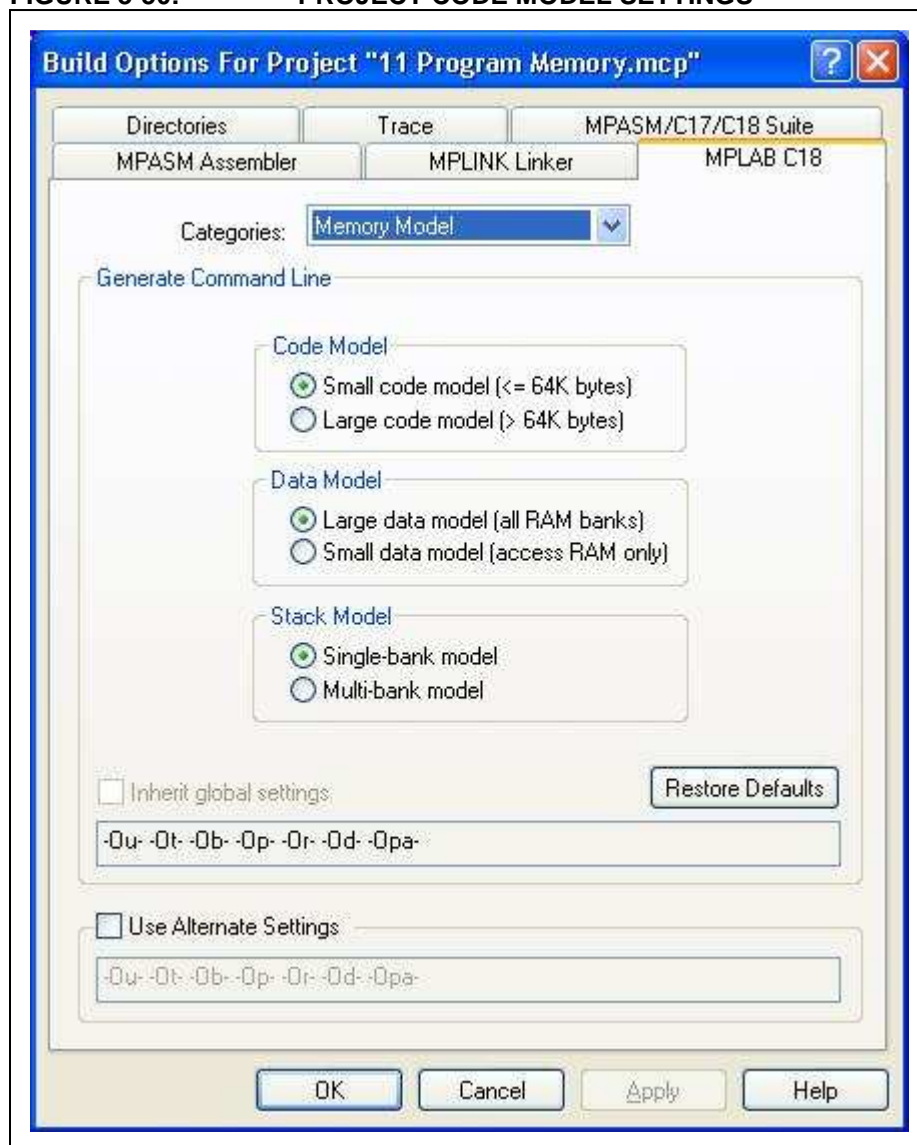 PROJECT CODE MODEL SETTINGS
Build Options For Project "11 Program Memory.mcp"
Directories
Trace
MPASM/C17/C18 Suite
MPASM Assembler
MPLINK Linker
MPLAB C18
Categories:
Memory Model
Generate Command Line
Code Model
Small code model (<= 64K bytes)
Large code model (> 64K bytes)
Data Model
Large data model (all RAM banks)
Small data model (access RAM only)
Stack Model
Single-bank model
Multi-bank model
Inherit global settings
Restore Defaults
-Ou- -Ot- -Ob- -Op- -Or- -Od- -Opa-
Use Alternate Settings
-Ou- -Ot- -Ob- -Op- -Or- -Od- -Opa-
OK
Cancel
Apply
Help